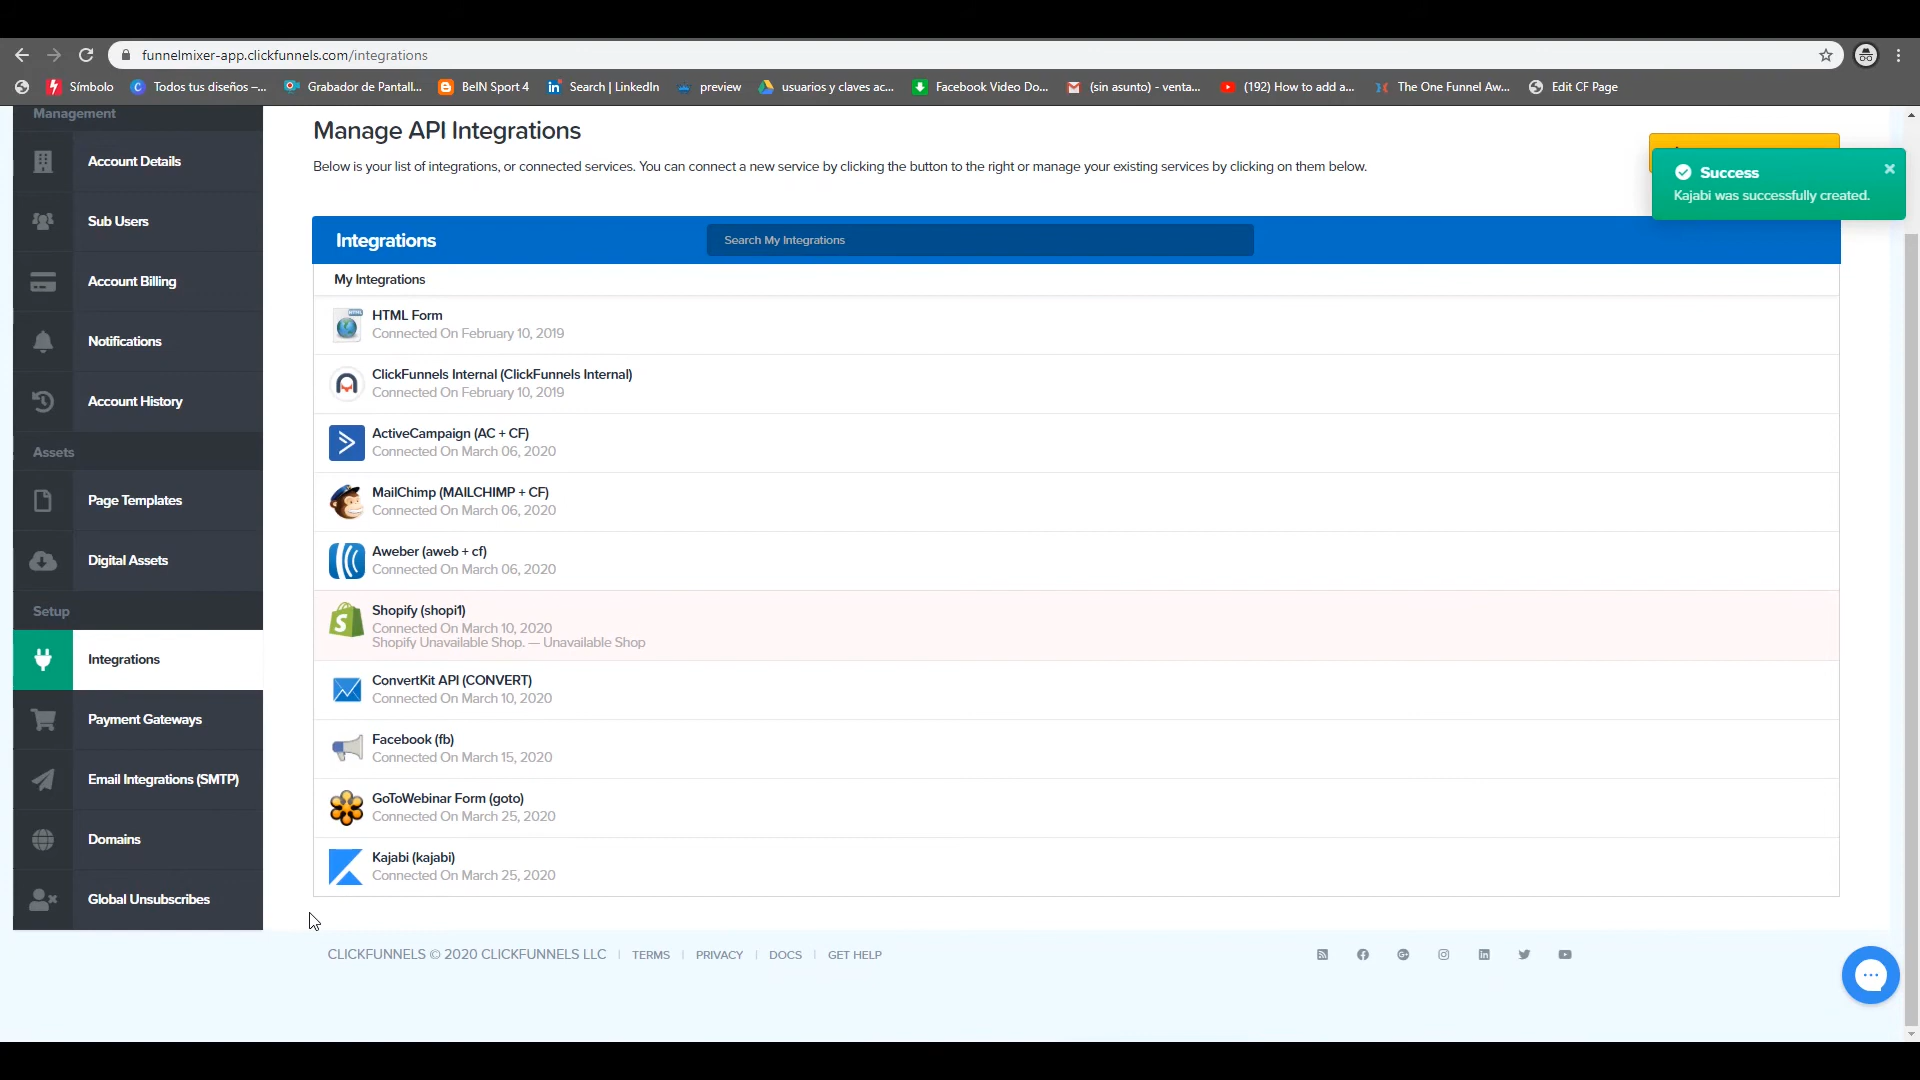 funnelmixer-app.clickfunnels.com/integrations
Símbolo
Todos tus diseños –...
Grabador de Pantall...
BeIN Sport 4
Search | LinkedIn
preview
usuarios y claves ac...
Facebook Video Do...
(sin asunto) - venta...
(192) How to add a...
The One Funnel Aw...
Edit CF Page
Management
Account Details
Sub Users
Account Billing
Notifications
Account History
Assets
Page Templates
Digital Assets
Setup
Integrations
Payment Gateways
Email Integrations (SMTP)
Domains
Global Unsubscribes
Manage API Integrations
Below is your list of integrations, or connected services. You can connect a new service by clicking the button to the right or manage your existing services by clicking on them below.
Success
Kajabi was successfully created.
Integrations
Search My Integrations
My Integrations
HTML Form
Connected On February 10, 2019
ClickFunnels Internal (ClickFunnels Internal)
Connected On February 10, 2019
ActiveCampaign (AC + CF)
Connected On March 06, 2020
MailChimp (MAILCHIMP + CF)
Connected On March 06, 2020
Aweber (aweb + cf)
Connected On March 06, 2020
Shopify (shopi1)
Connected On March 10, 2020
Shopify Unavailable Shop. — Unavailable Shop
ConvertKit API (CONVERT)
Connected On March 10, 2020
Facebook (fb)
Connected On March 15, 2020
GoToWebinar Form (goto)
Connected On March 25, 2020
Kajabi (kajabi)
Connected On March 25, 2020
CLICKFUNNELS © 2020 CLICKFUNNELS LLC
TERMS
PRIVACY
DOCS
GET HELP